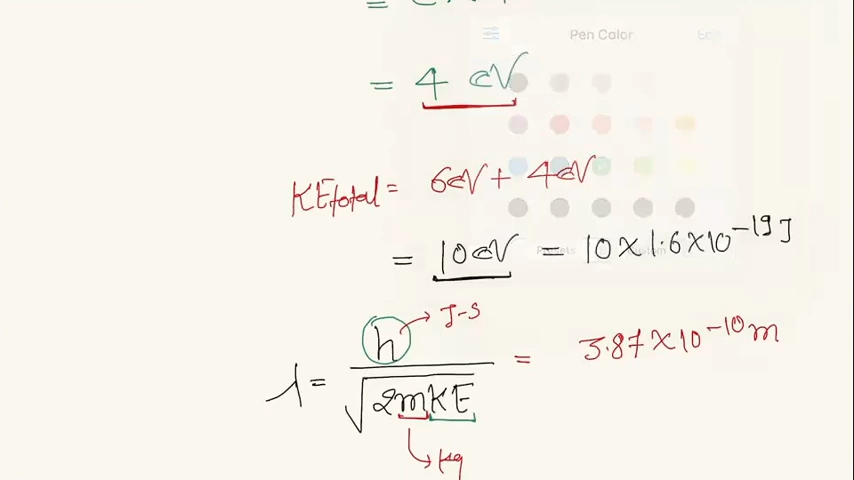 = 4 eV
Pen Color
KEtotal = 6eV + 4eV
= 10eV = 10 × 1.6 × 10⁻¹⁹ J
λ = h / √(2mKE) = 3.87 × 10⁻¹⁰ m
J-S
Kg